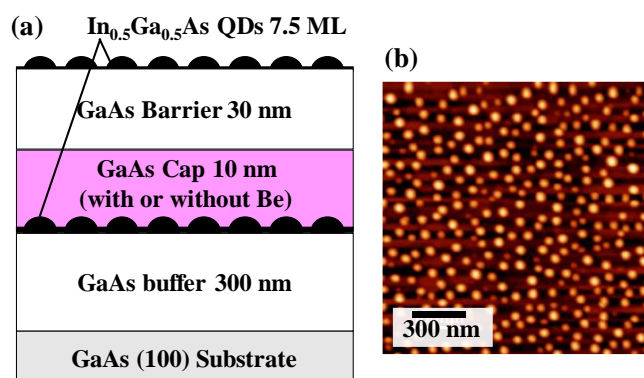 (a)
In0.5Ga0.5As QDs 7.5 ML
GaAs Barrier 30 nm
GaAs Cap 10 nm
(with or without Be)
GaAs buffer 300 nm
GaAs (100) Substrate
(b)
300 nm